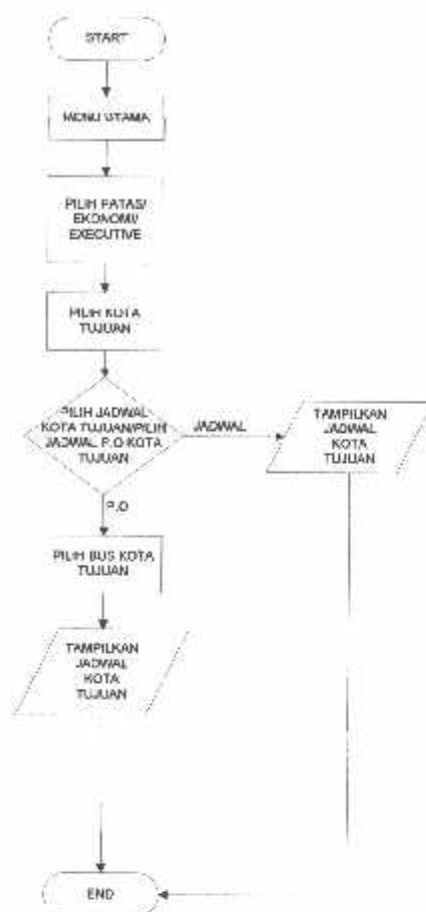 START
MENU UTAMA
PILIH PATAS/
EKONOMI/
EXECUTIVE
PILIH KOTA
TUJUAN
PILIH JADWAL
KOTA TUJUAN/PILIH
JADWAL P.O KOTA
TUJUAN
JADWAL
TAMPILKAN
JADWAL
KOTA
TUJUAN
P.O
PILIH BUS KOTA
TUJUAN
TAMPILKAN
JADWAL
KOTA
TUJUAN
END